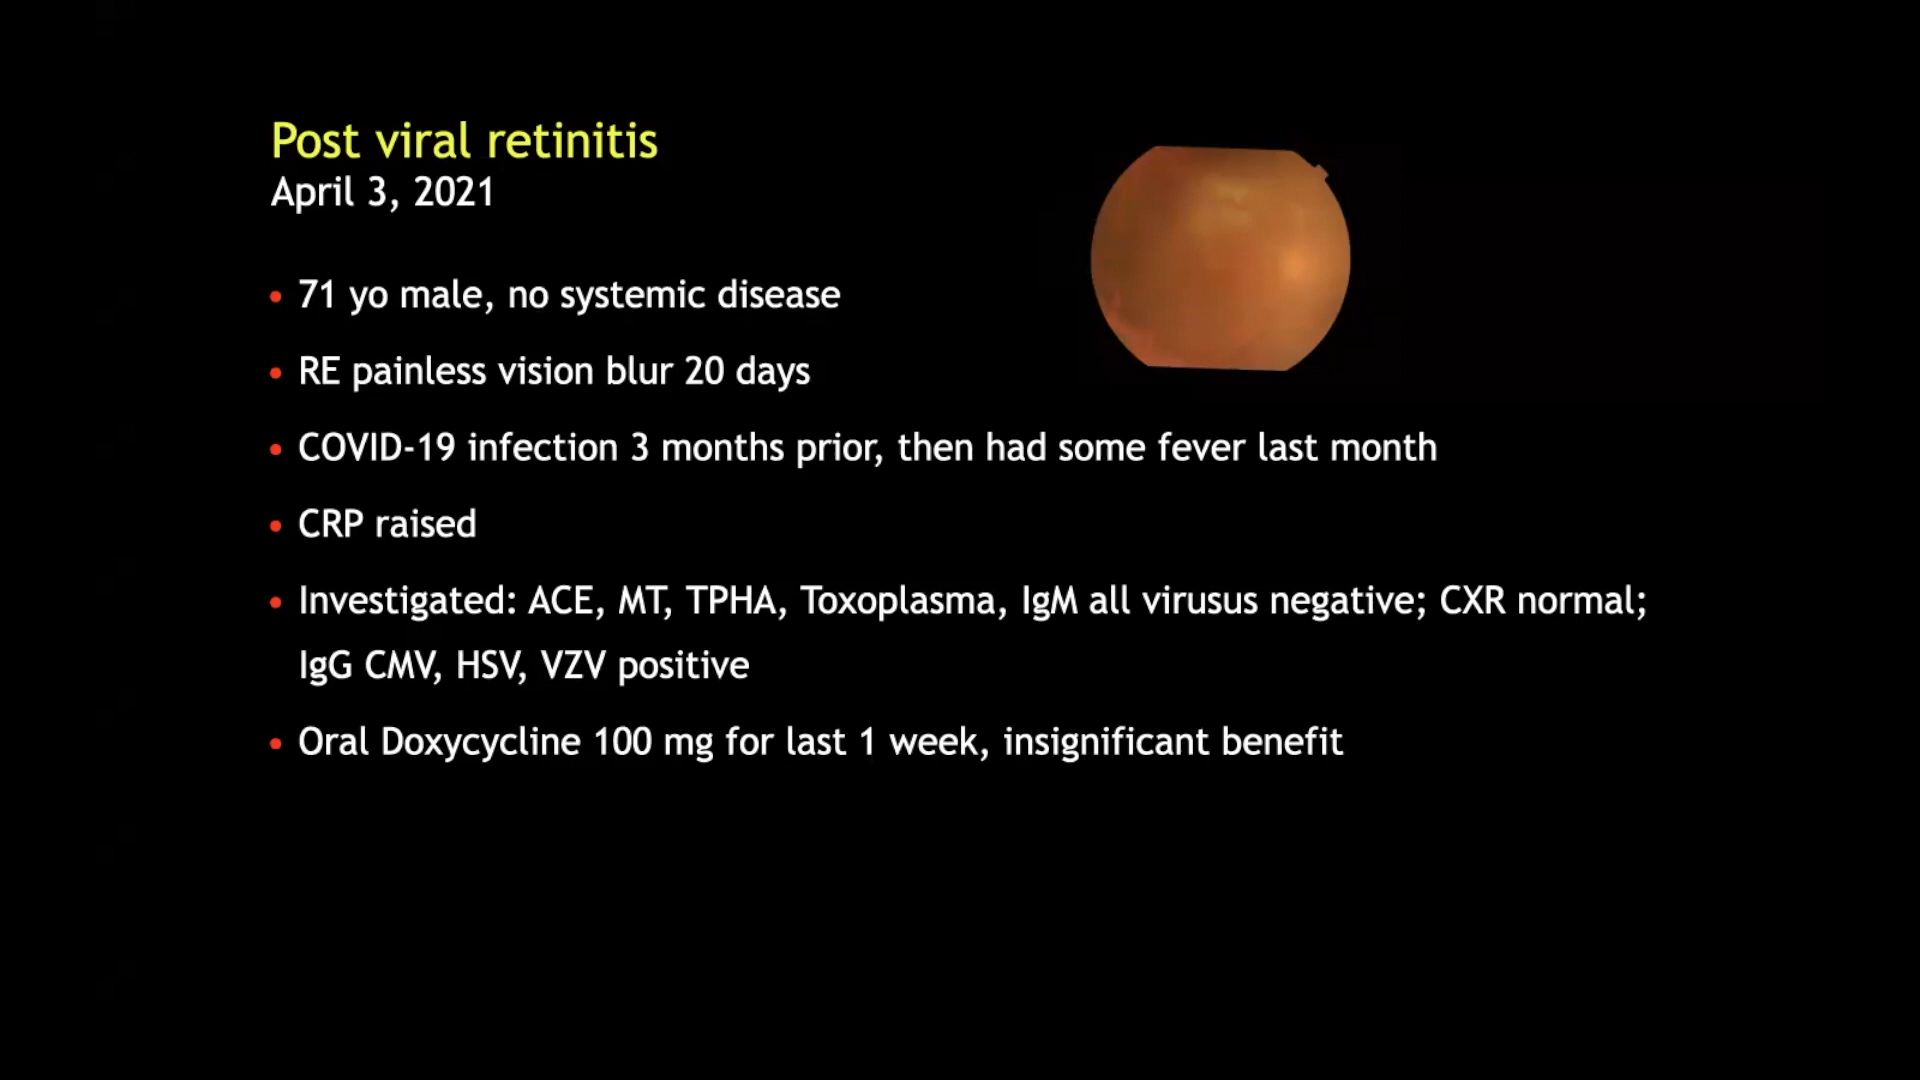 Post viral retinitis
April 3, 2021
• 71 yo male, no systemic disease
• RE painless vision blur 20 days
• COVID-19 infection 3 months prior, then had some fever last month
• CRP raised
• Investigated: ACE, MT, TPHA, Toxoplasma, IgM all virusus negative; CXR normal;
IgG CMV, HSV, VZV positive
• Oral Doxycycline 100 mg for last 1 week, insignificant benefit